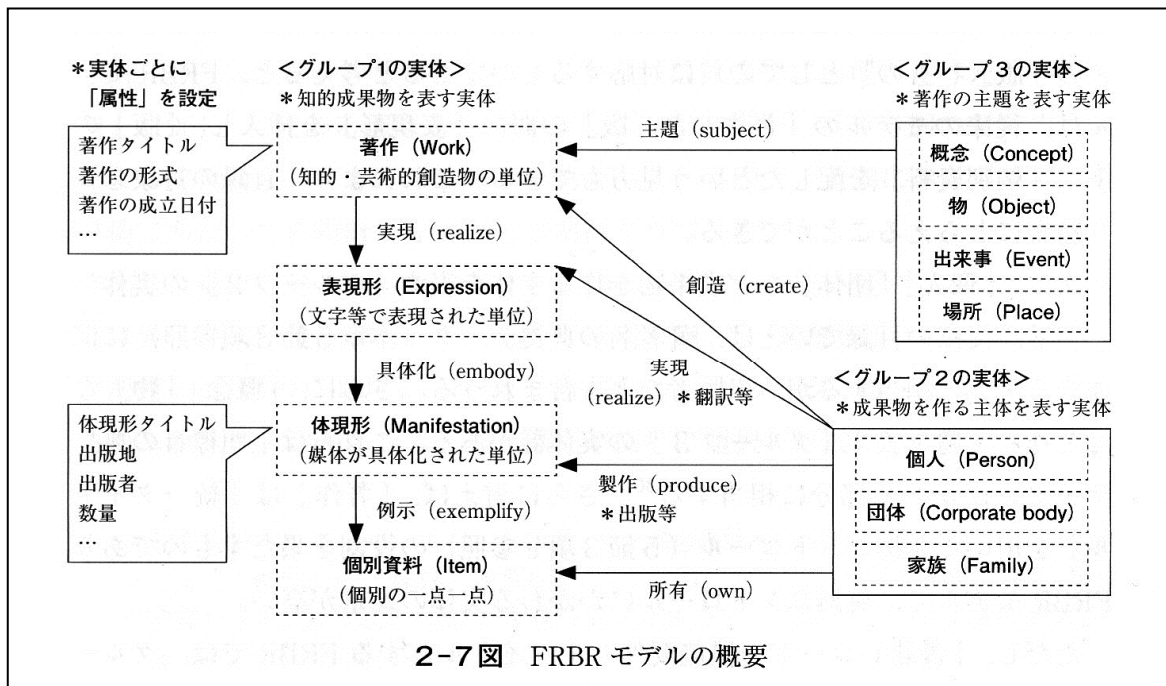 *実体ごとに
「属性」を設定
著作タイトル
著作の形式
著作の成立日付
…
<グループ1の実体>
*知的成果物を表す実体
著作(Work)
(知的・芸術的創造物の単位)
実現(realize)
表現形(Expression)
(文字等で表現された単位)
具体化(embody)
体現形タイトル
出版地
出版者
数量
…
体現形(Manifestation)
(媒体が具体化された単位)
例示(exemplify)
個別資料(Item)
(個別の一点一点)
主題(subject)
創造(create)
実現
(realize)*翻訳等
製作(produce)
*出版等
所有(own)
<グループ3の実体>
*著作の主題を表す実体
概念(Concept)
物(Object)
出来事(Event)
場所(Place)
<グループ2の実体>
*成果物を作る主体を表す実体
個人(Person)
団体(Corporate body)
家族(Family)
2-7図 FRBRモデルの概要